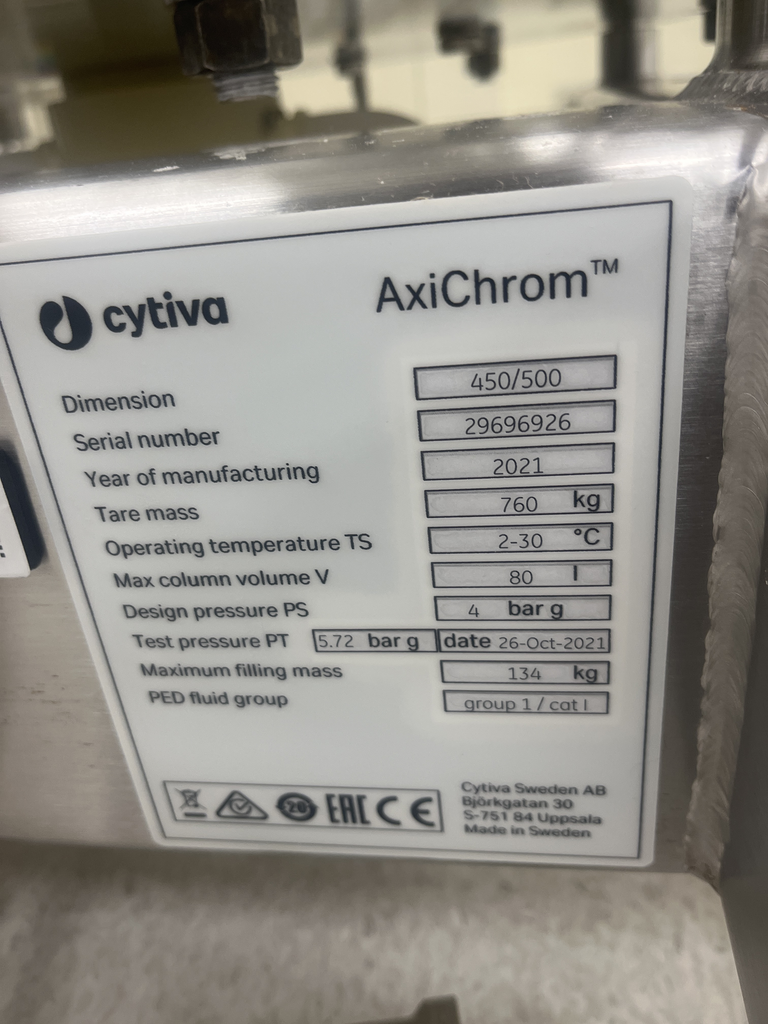 cytiva AxiChrom™
Dimension 450/500
Serial number 29696926
Year of manufacturing 2021
Tare mass 760 kg
Operating temperature TS 2-30 °C
Max column volume V 80 l
Design pressure PS 4 bar g
Test pressure PT 5.72 bar g date 26-Oct-2021
Maximum filling mass 134 kg
PED fluid group group 1 / cat I
20 EAC CE
Cytiva Sweden AB
Björkgatan 30
S-751 84 Uppsala
Made in Sweden